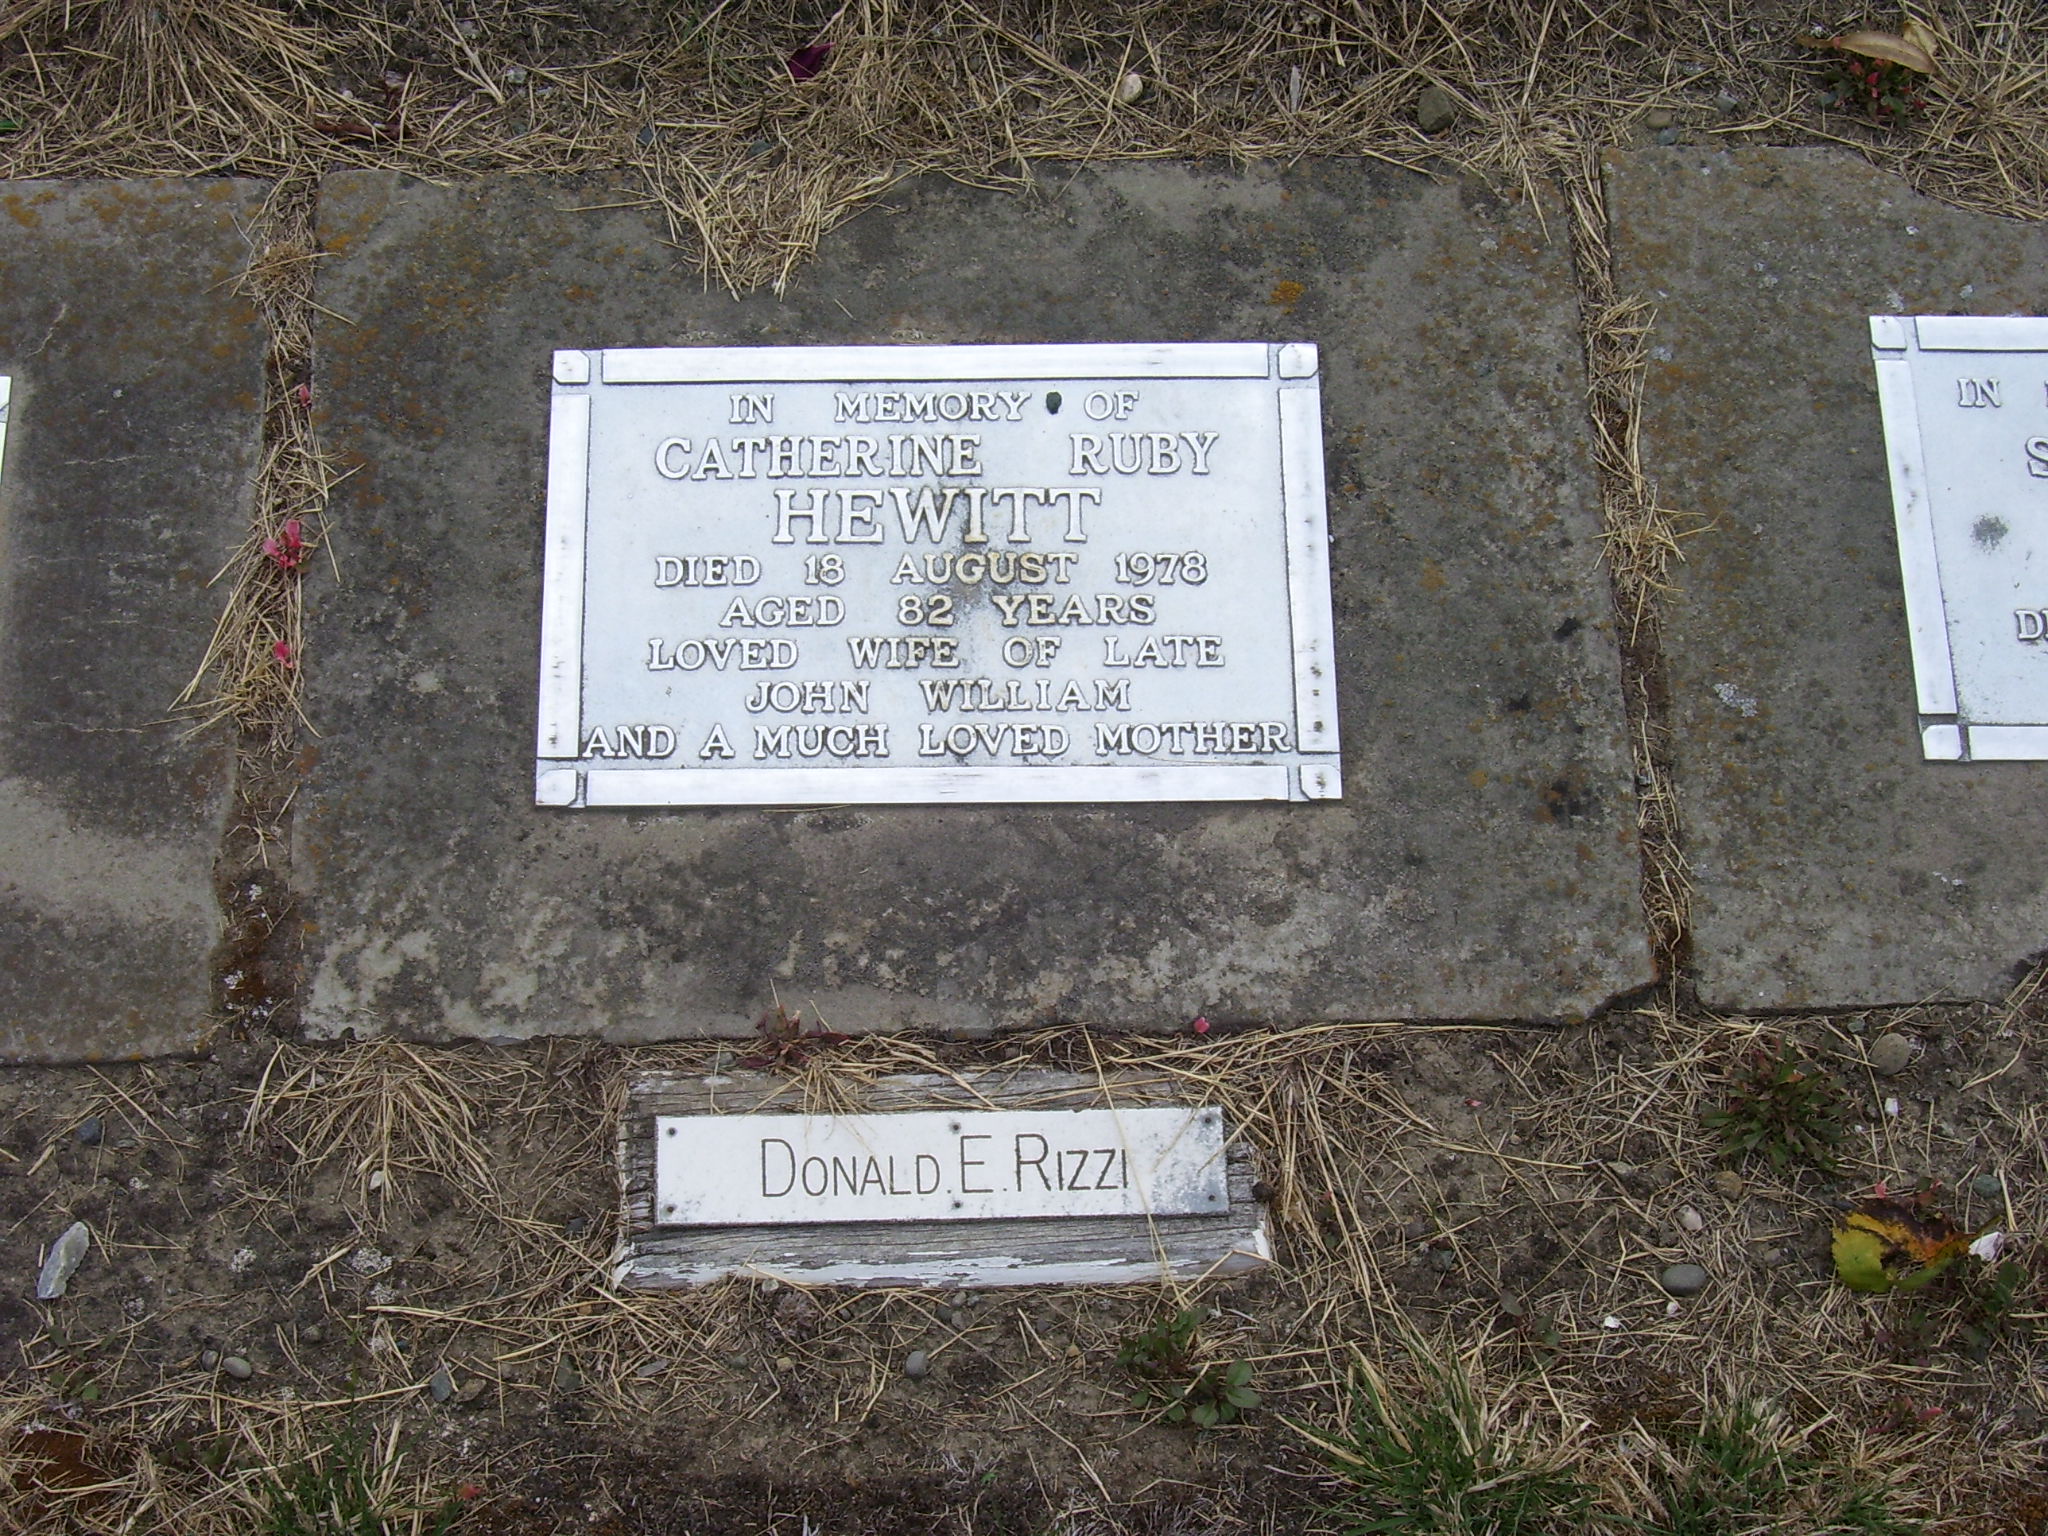 IN MEMORY OF
CATHERINE RUBY
HEWITT
DIED 18 AUGUST 1978
AGED 82 YEARS
LOVED WIFE OF LATE
JOHN WILLIAM
AND A MUCH LOVED MOTHER
DONALD. E. RIZZI
IN